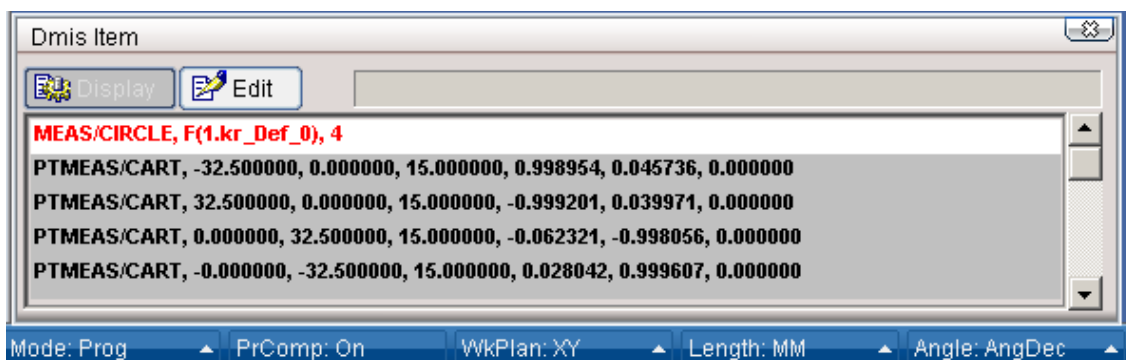 Dmis Item
Display Edit
MEAS/CIRCLE, F(1.kr_Def_0), 4
PTMEAS/CART, -32.500000, 0.000000, 15.000000, 0.998954, 0.045736, 0.000000
PTMEAS/CART, 32.500000, 0.000000, 15.000000, -0.999201, 0.039971, 0.000000
PTMEAS/CART, 0.000000, 32.500000, 15.000000, -0.062321, -0.998056, 0.000000
PTMEAS/CART, -0.000000, -32.500000, 15.000000, 0.028042, 0.999607, 0.000000
Mode: Prog PrComp: On WkPlan: XY Length: MM Angle: AngDec